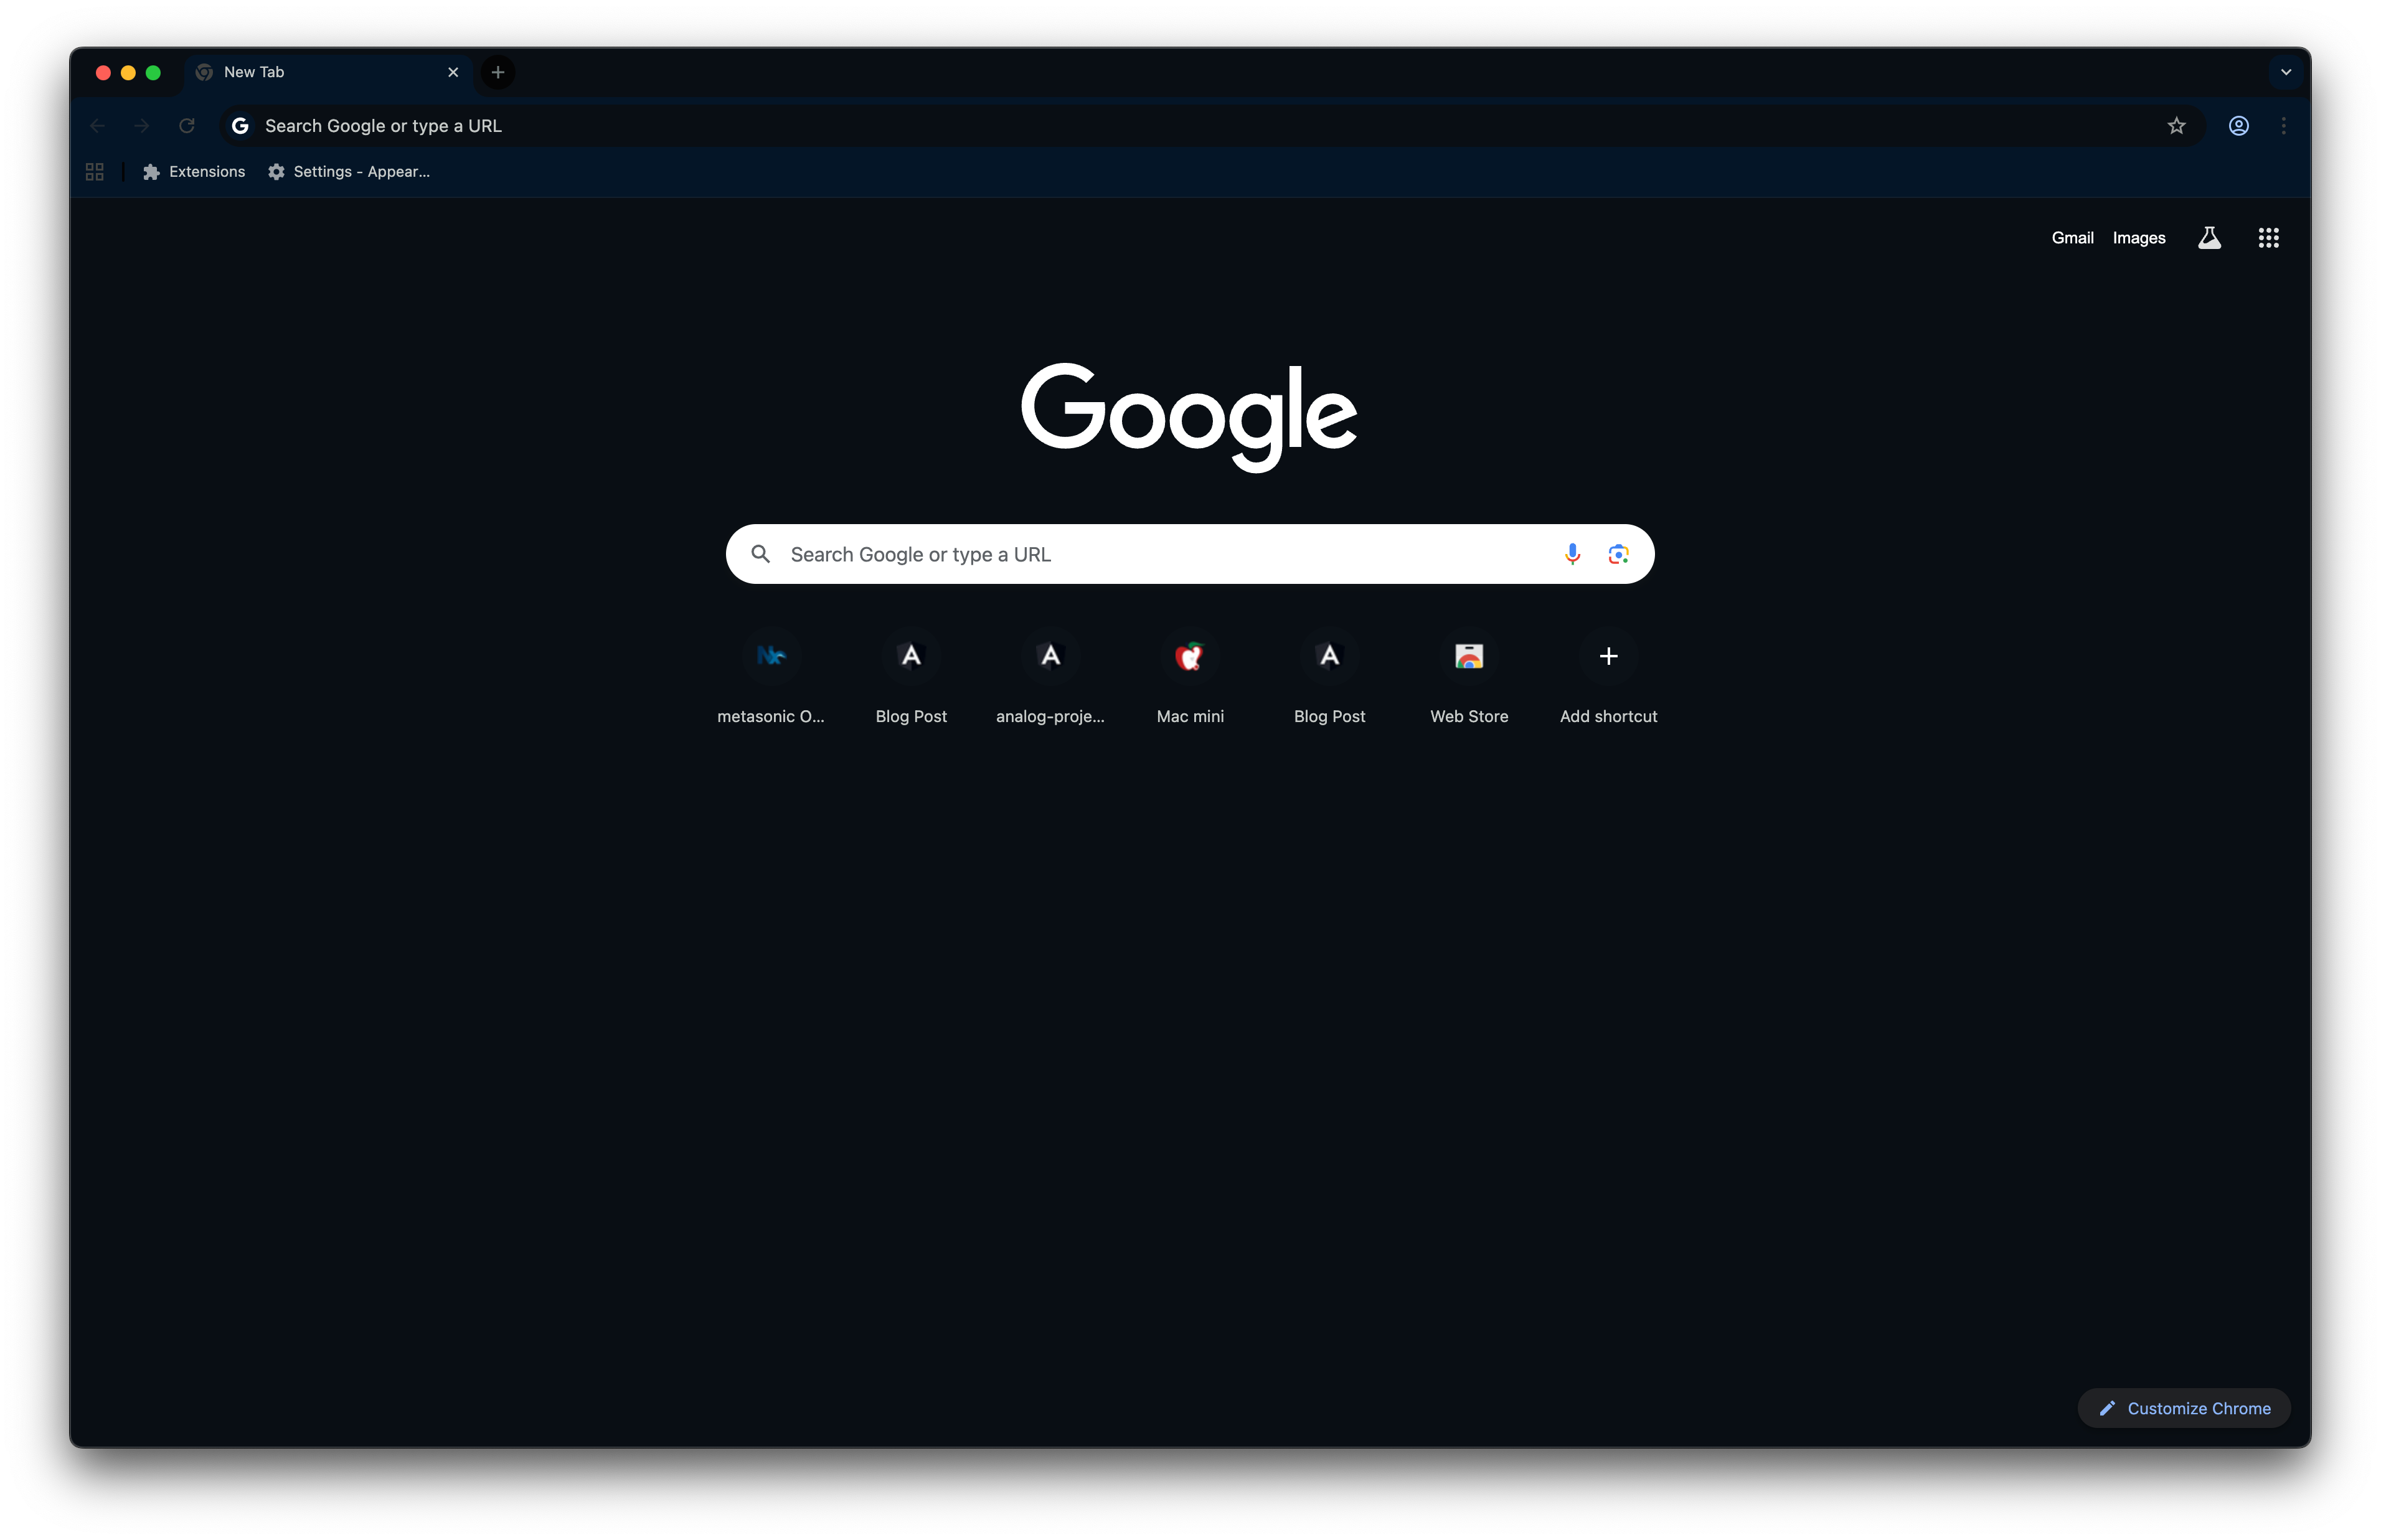 New Tab
Search Google or type a URL
Extensions
Settings - Appear...
Gmail Images
Google
Search Google or type a URL
metasonic O...
Blog Post
analog-proje...
Mac mini
Blog Post
Web Store
Add shortcut
Customize Chrome